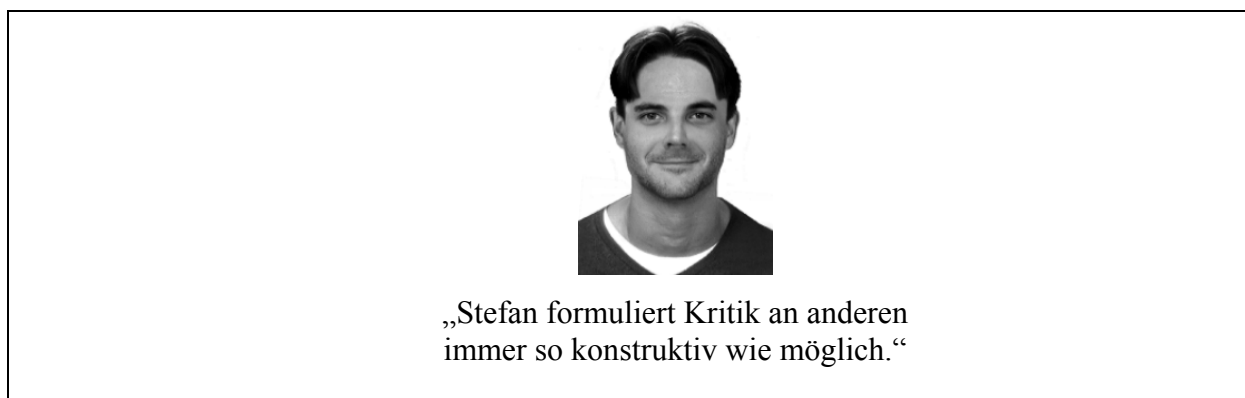 „Stefan formuliert Kritik an anderen
immer so konstruktiv wie möglich.“